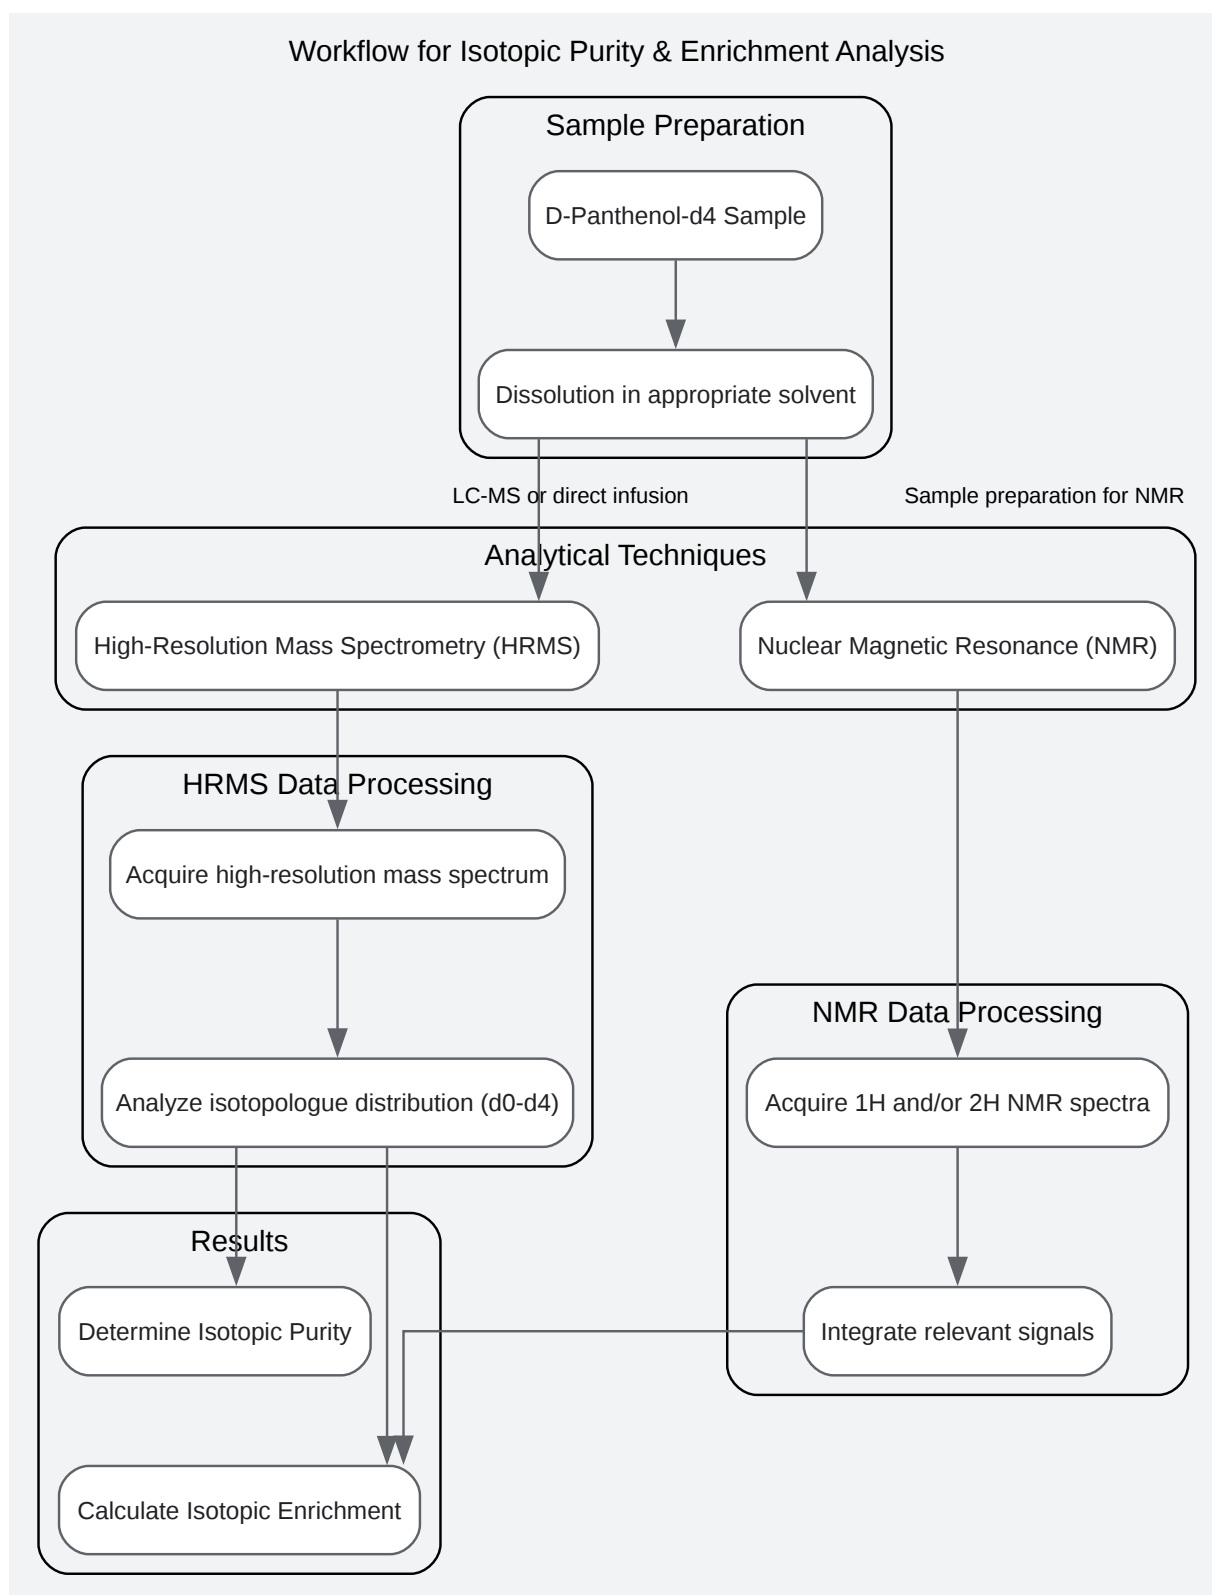 Workflow for Isotopic Purity & Enrichment Analysis
Sample Preparation
D-Panthenol-d4 Sample
Dissolution in appropriate solvent
LC-MS or direct infusion
Sample preparation for NMR
Analytical Techniques
High-Resolution Mass Spectrometry (HRMS)
Nuclear Magnetic Resonance (NMR)
HRMS Data Processing
Acquire high-resolution mass spectrum
Analyze isotopologue distribution (d0-d4)
NMR Data Processing
Acquire 1H and/or 2H NMR spectra
Integrate relevant signals
Results
Determine Isotopic Purity
Calculate Isotopic Enrichment